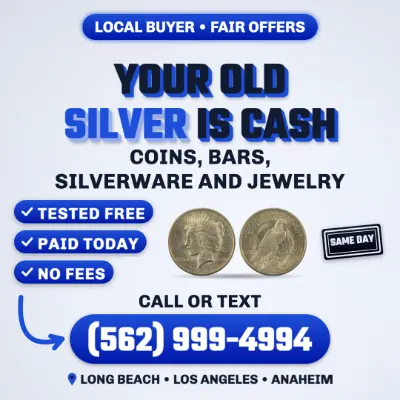 LOCAL BUYER • FAIR OFFERS
YOUR OLD
SILVER IS CASH
COINS, BARS,
SILVERWARE AND JEWELRY
✓ TESTED FREE
✓ PAID TODAY
✓ NO FEES
SAME DAY
CALL OR TEXT
(562) 999-4994
LONG BEACH • LOS ANGELES • ANAHEIM